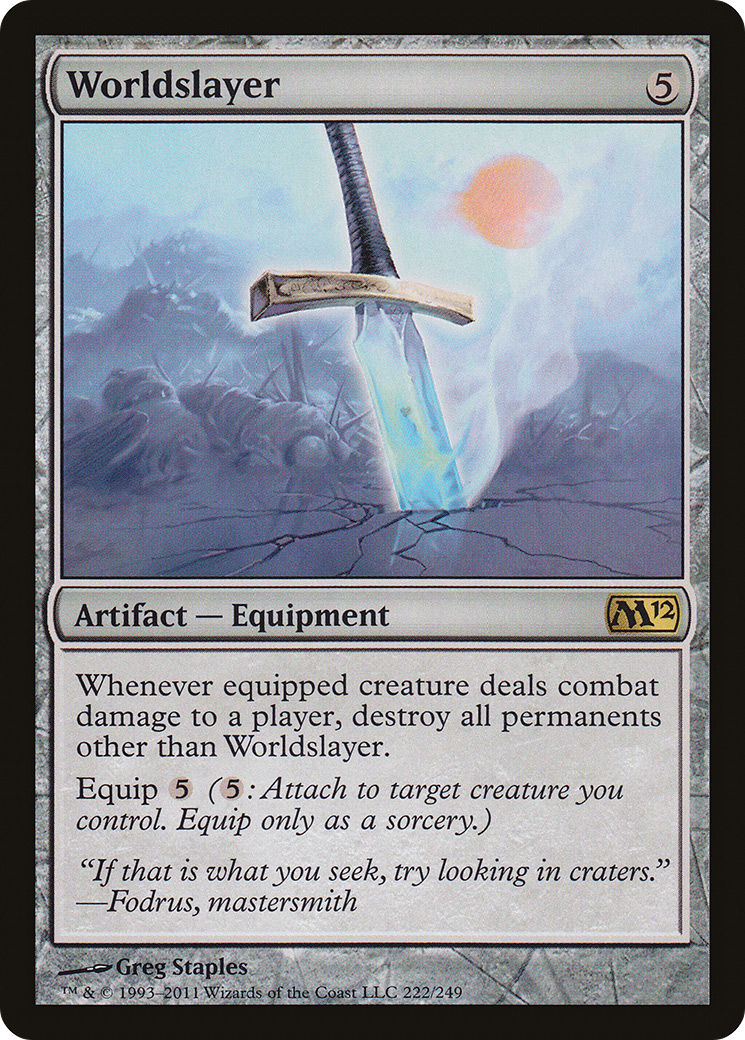 Worldslayer 5
Artifact — Equipment M12
Whenever equipped creature deals combat
damage to a player, destroy all permanents
other than Worldslayer.
Equip 5 (5: Attach to target creature you
control. Equip only as a sorcery.)
“If that is what you seek, try looking in craters.”
—Fodrus, mastersmith
Greg Staples
™ & © 1993–2011 Wizards of the Coast LLC 222/249